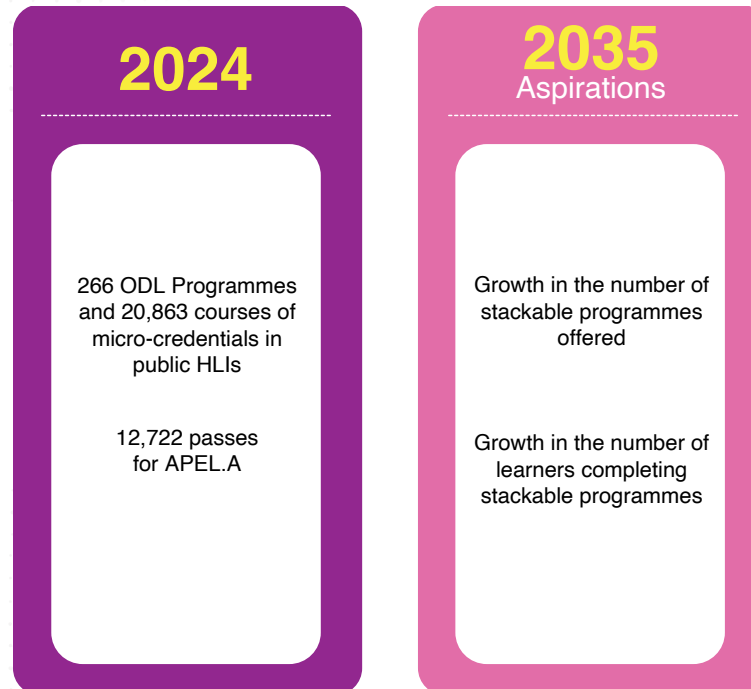 2024
266 ODL Programmes
and 20,863 courses of
micro-credentials in
public HLIs
12,722 passes
for APEL.A
2035
Aspirations
Growth in the number of
stackable programmes
offered
Growth in the number of
learners completing
stackable programmes